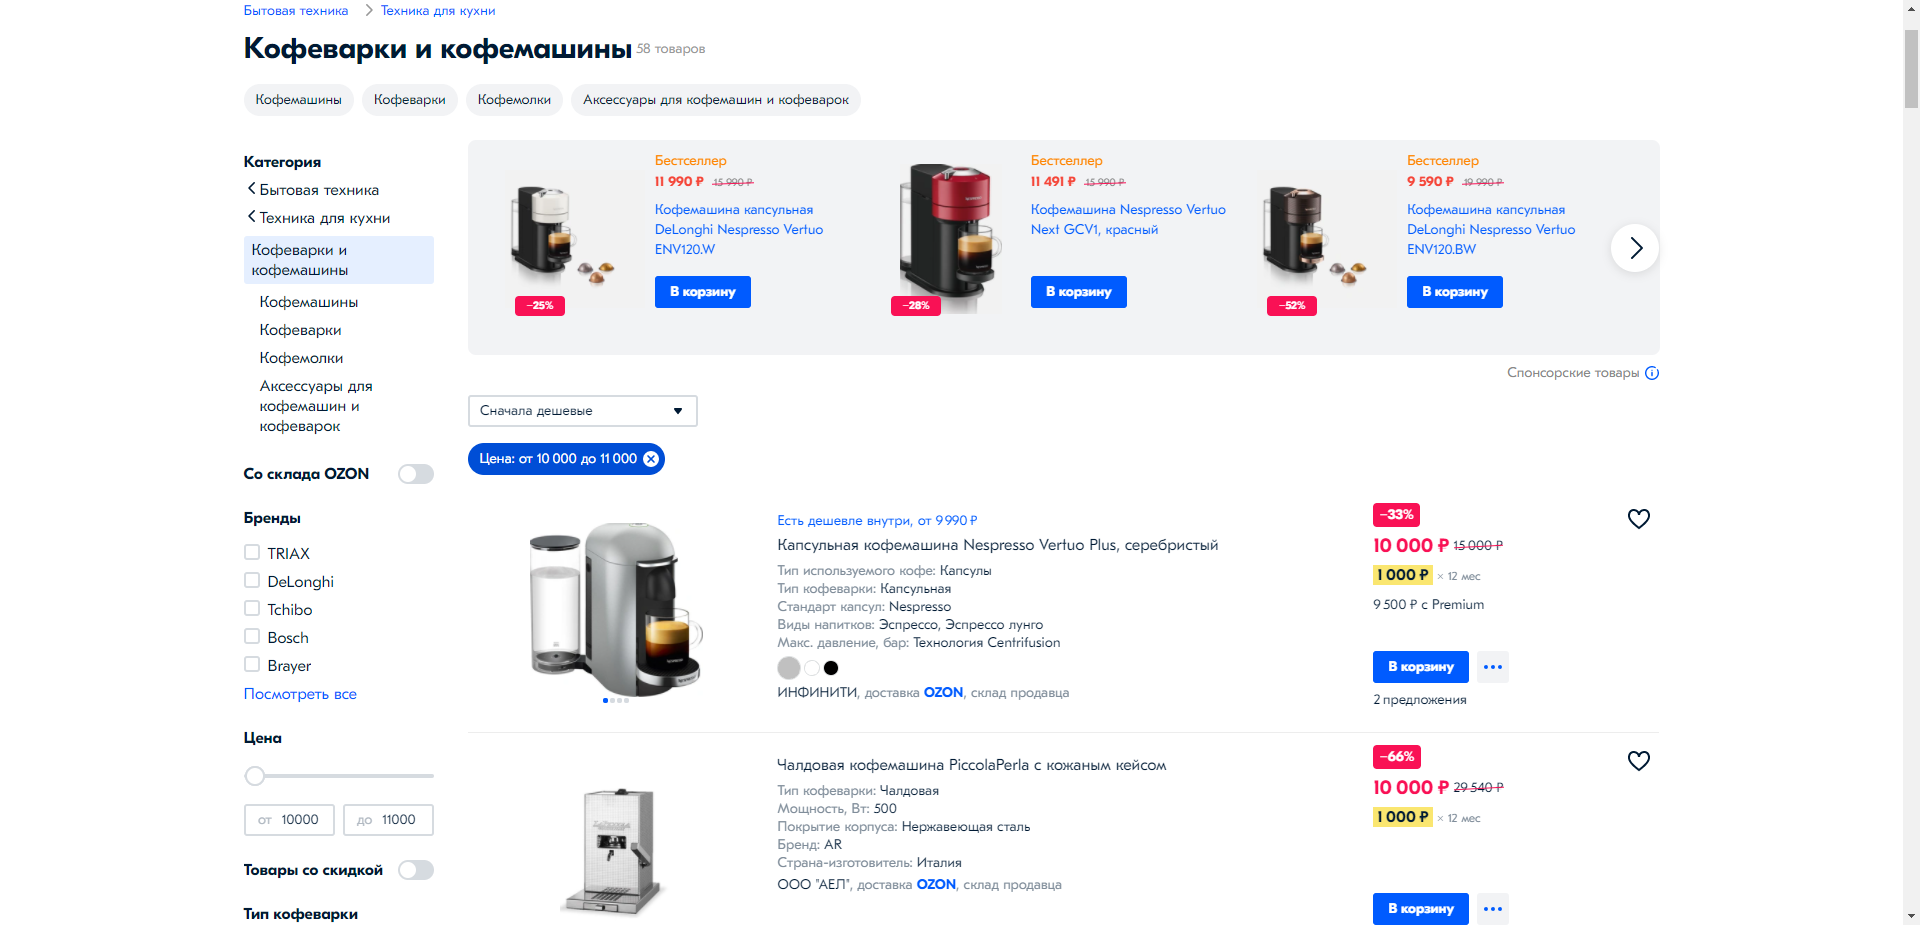 Бытовая техника
Техника для кухни
Кофеварки и кофемашины 58 товаров
Кофемашины
Кофеварки
Кофемолки
Аксессуары для кофемашин и кофеварок
Категория
Бытовая техника
Техника для кухни
Кофеварки и
кофемашины
Кофемашины
Кофеварки
Кофемолки
Аксессуары для
кофемашин и
кофеварок
Со склада OZON
Бренды
TRIAX
DeLonghi
Tchibo
Bosch
Brayer
Посмотреть все
Цена
от 10000
до 11000
Товары со скидкой
Тип кофеварки
−25%
Бестселлер
11 990 ₽ 15 990 ₽
Кофемашина капсульная
DeLonghi Nespresso Vertuo
ENV120.W
В корзину
−28%
Бестселлер
11 491 ₽ 15 990 ₽
Кофемашина Nespresso Vertuo
Next GCV1, красный
В корзину
−52%
Бестселлер
9 590 ₽ 19 990 ₽
Кофемашина капсульная
DeLonghi Nespresso Vertuo
ENV120.BW
В корзину
Спонсорские товары
Сначала дешевые
Цена: от 10 000 до 11 000
Есть дешевле внутри, от 9 990 ₽
Капсульная кофемашина Nespresso Vertuo Plus, серебристый
Тип используемого кофе: Капсулы
Тип кофеварки: Капсульная
Стандарт капсул: Nespresso
Виды напитков: Эспрессо, Эспрессо лунго
Макс. давление, бар: Технология Centrifusion
ИНФИНИТИ, доставка OZON, склад продавца
−33%
10 000 ₽ 15 000 ₽
1 000 ₽ × 12 мес
9 500 ₽ с Premium
В корзину
2 предложения
Чалдовая кофемашина PiccolaPerla с кожаным кейсом
Тип кофеварки: Чалдовая
Мощность, Вт: 500
Покрытие корпуса: Нержавеющая сталь
Бренд: AR
Страна-изготовитель: Италия
ООО "АЕЛ", доставка OZON, склад продавца
−66%
10 000 ₽ 29 540 ₽
1 000 ₽ × 12 мес
В корзину